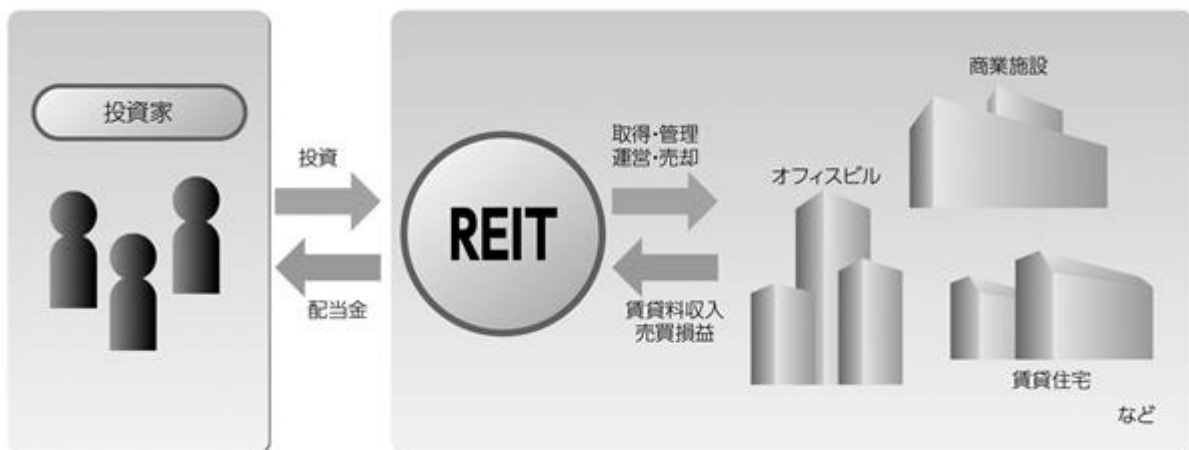 投資家
投資
配当金
REIT
取得・管理
運営・売却
賃貸料収入
売買損益
商業施設
オフィスビル
賃貸住宅
など